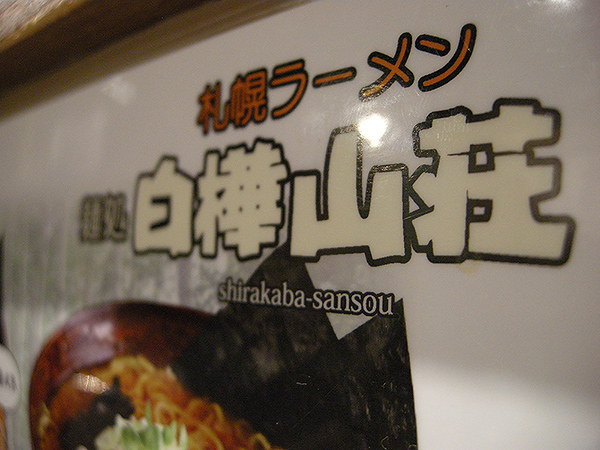 札幌ラーメン
麺処 白樺山荘
shirakaba-sansou